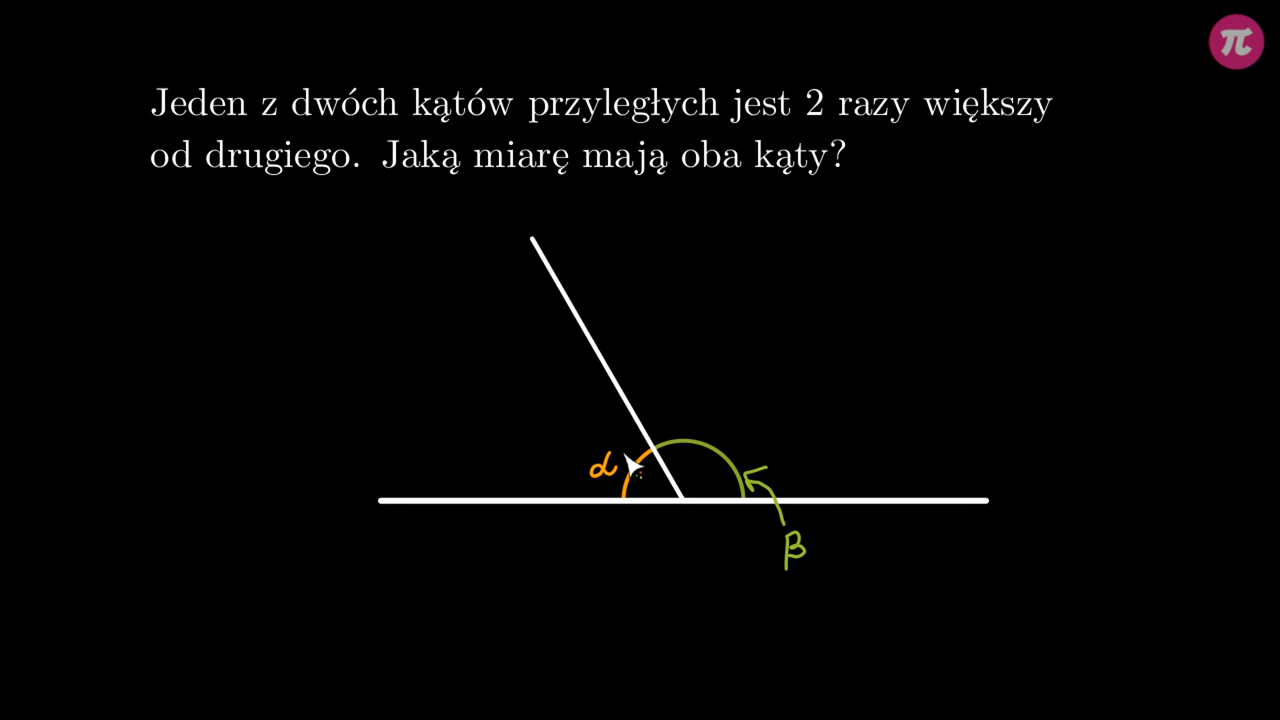 π
Jeden z dwóch kątów przyległych jest 2 razy większy
od drugiego. Jaką miarę mają oba kąty?
α
β